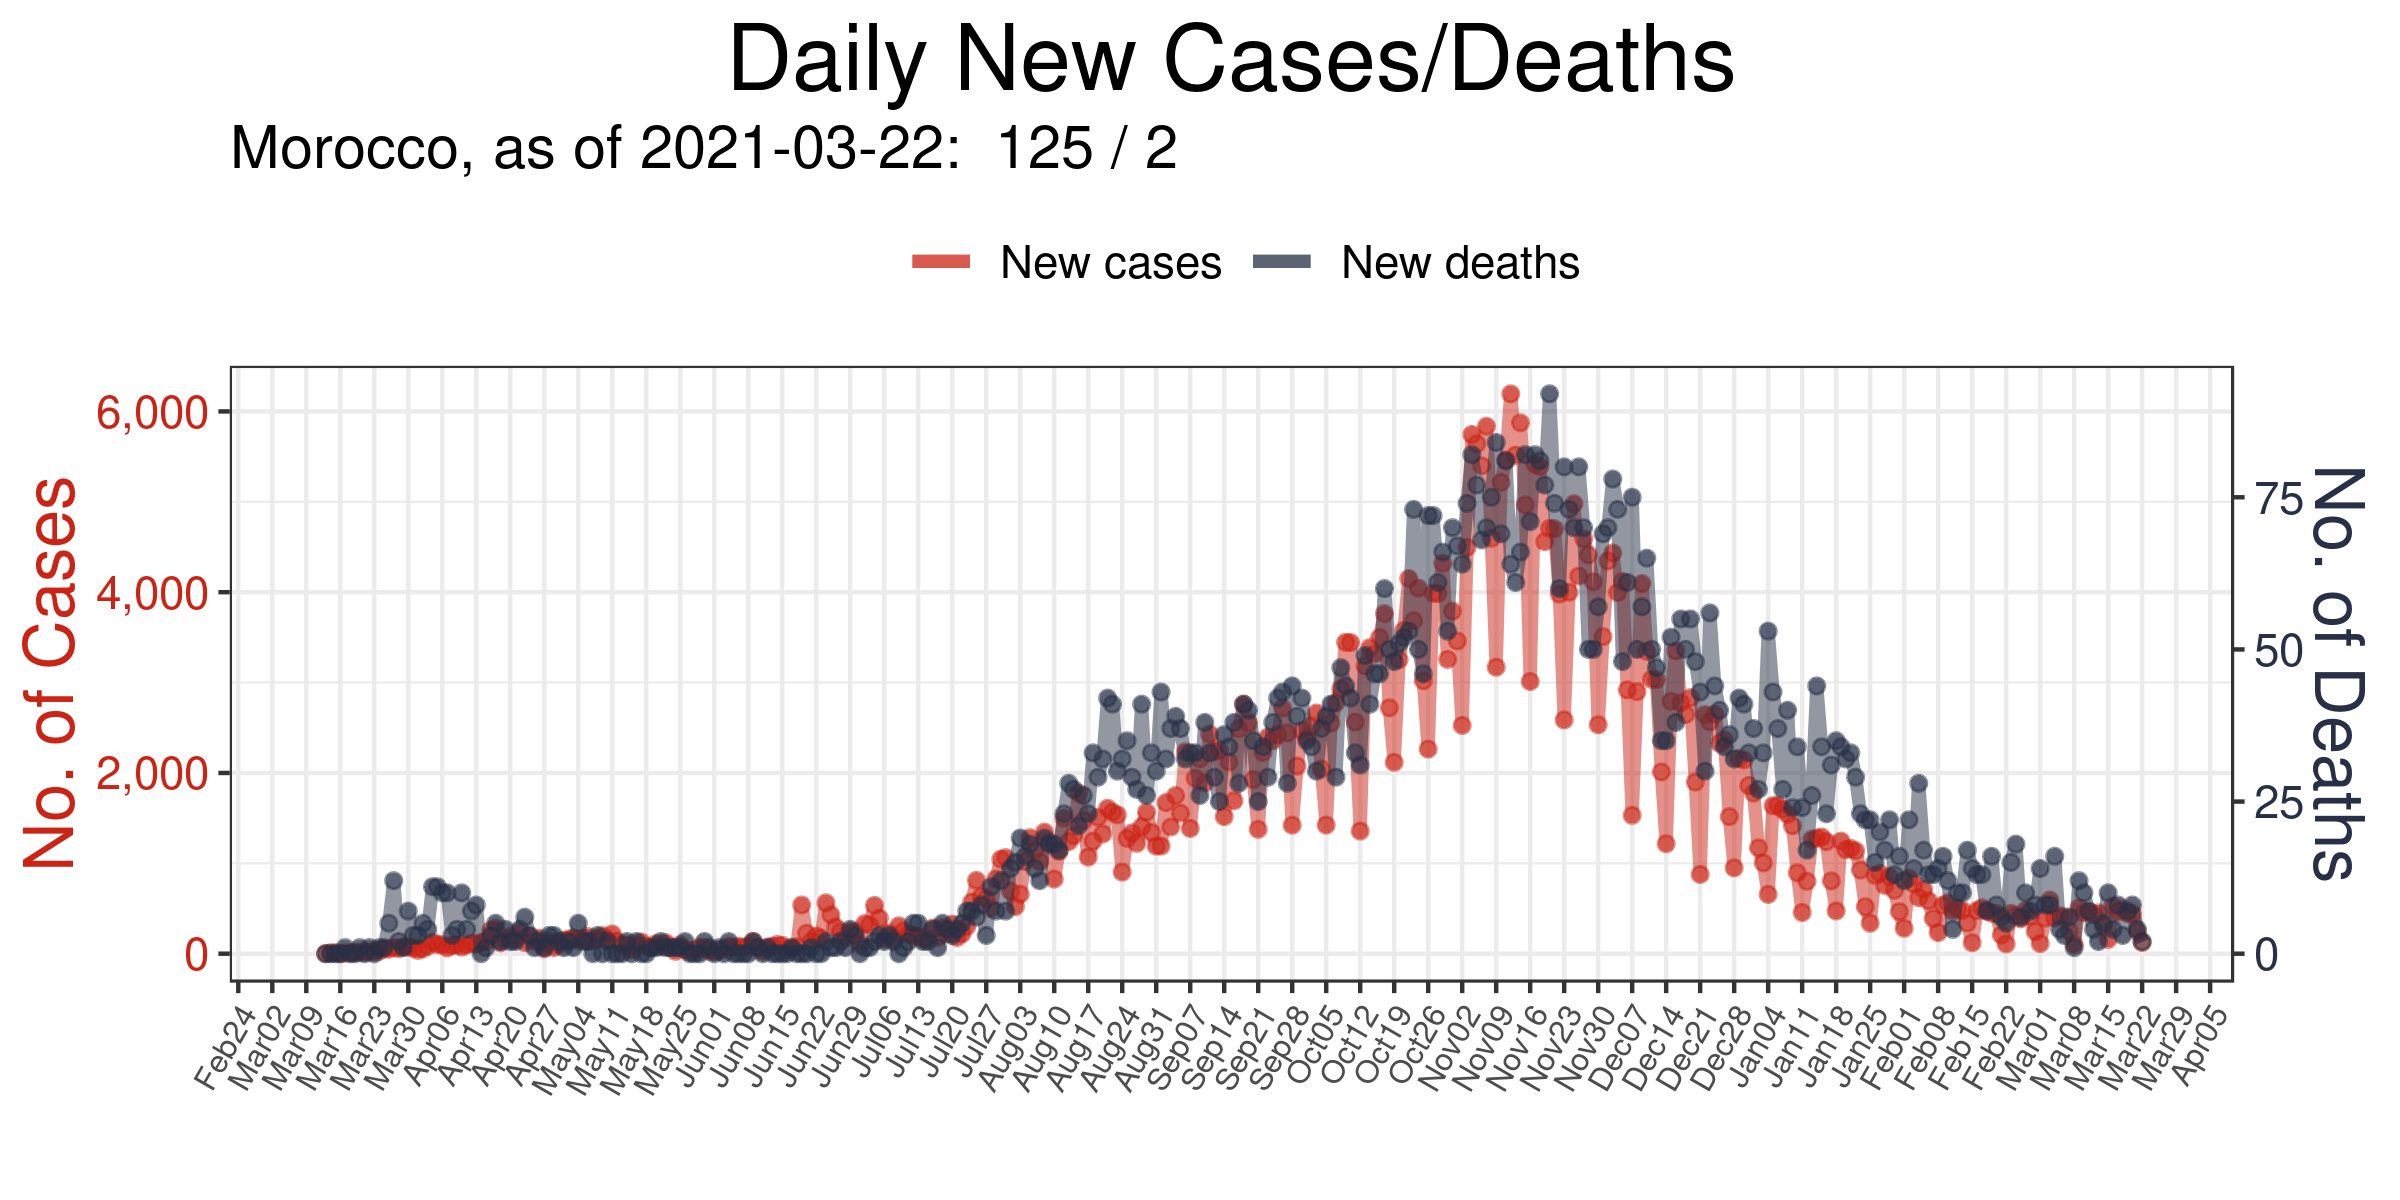 Daily New Cases/Deaths
Morocco, as of 2021-03-22:  125 / 2
New cases
New deaths
No. of Cases
6,000
4,000
2,000
0
No. of Deaths
75
50
25
0
Feb24
Mar02
Mar09
Mar16
Mar23
Mar30
Apr06
Apr13
Apr20
Apr27
May04
May11
May18
May25
Jun01
Jun08
Jun15
Jun22
Jun29
Jul06
Jul13
Jul20
Jul27
Aug03
Aug10
Aug17
Aug24
Aug31
Sep07
Sep14
Sep21
Sep28
Oct05
Oct12
Oct19
Oct26
Nov02
Nov09
Nov16
Nov23
Nov30
Dec07
Dec14
Dec21
Dec28
Jan04
Jan11
Jan18
Jan25
Feb01
Feb08
Feb15
Feb22
Mar01
Mar08
Mar15
Mar22
Mar29
Apr05